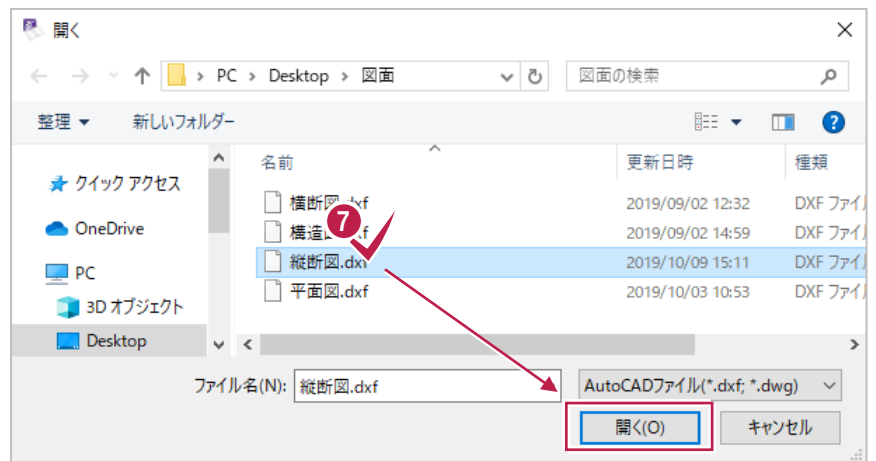 開く
PC › Desktop › 図面
図面の検索
整理 新しいフォルダー
名前 更新日時 種類
クイック アクセス
OneDrive
PC
3D オブジェクト
Desktop
横断図.dxf 2019/09/02 12:32 DXF ファイル
7
2019/09/02 14:59 DXF ファイル
縦断図.dxf 2019/10/09 15:11 DXF ファイル
平面図.dxf 2019/10/03 10:53 DXF ファイル
ファイル名(N): 縦断図.dxf AutoCADファイル(*.dxf; *.dwg)
開く(O) キャンセル